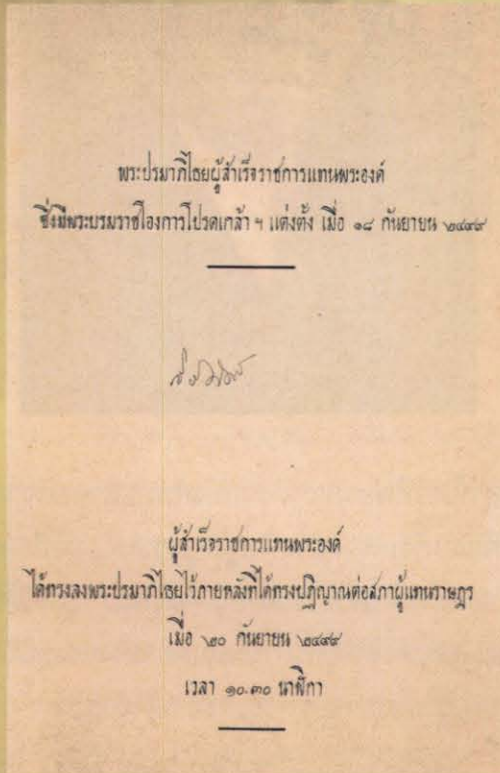 พระปรมาภิไธยผู้สำเร็จราชการแทนพระองค์
ซึ่งมีพระบรมราชโองการโปรดเกล้า ฯ แต่งตั้ง เมื่อ ๑๘ กันยายน ๒๔๙๙
ผู้สำเร็จราชการแทนพระองค์
ได้ทรงลงพระปรมาภิไธยไว้ภายหลังที่ได้ทรงปฏิญาณต่อสภาผู้แทนราษฎร
เมื่อ ๒๐ กันยายน ๒๔๙๙
เวลา ๑๐.๓๐ นาฬิกา